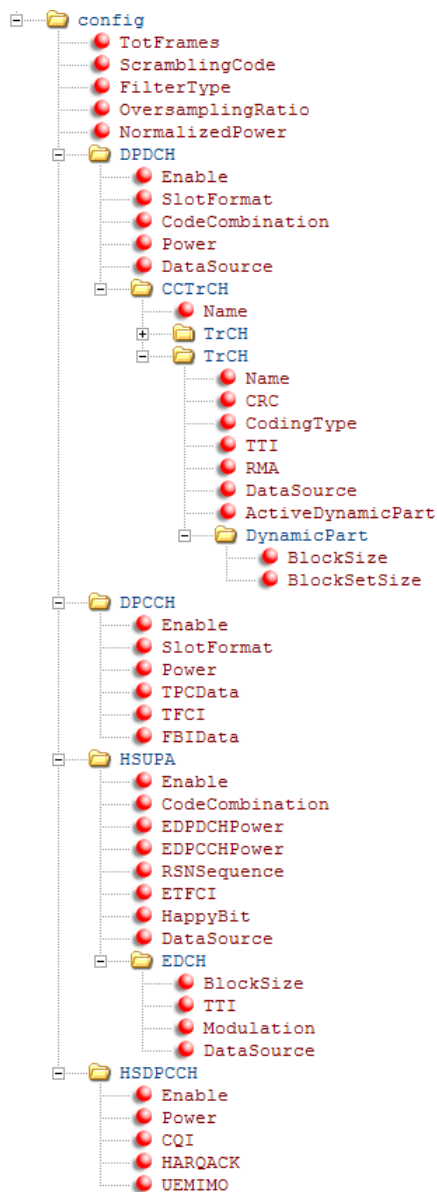 config
TotFrames
ScramblingCode
FilterType
OversamplingRatio
NormalizedPower
DPDCH
Enable
SlotFormat
CodeCombination
Power
DataSource
CCTrCH
Name
TrCH
TrCH
Name
CRC
CodingType
TTI
RMA
DataSource
ActiveDynamicPart
DynamicPart
BlockSize
BlockSetSize
DPCCH
Enable
SlotFormat
Power
TPCData
TFCI
FBIData
HSUPA
Enable
CodeCombination
EDPDCHPower
EDPCCHPower
RSNSequence
ETFCI
HappyBit
DataSource
EDCH
BlockSize
TTI
Modulation
DataSource
HSDPCCH
Enable
Power
CQI
HARQACK
UEMIMO